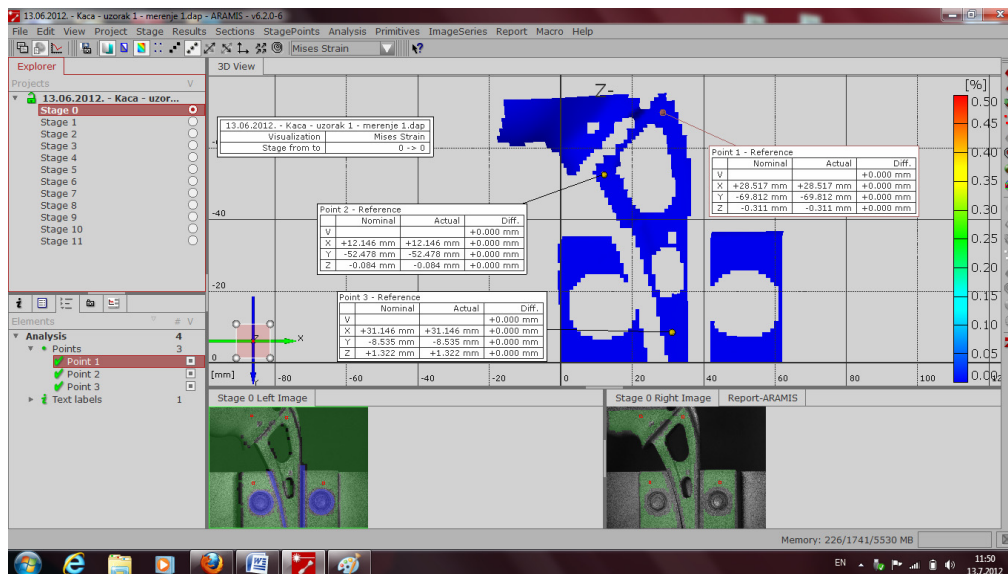 13.06.2012. - Kaca - uzorak 1 - merenje 1.dap - ARAMIS - v6.2.0-6
File Edit View Project Stage Results Sections StagePoints Analysis Primitives ImageSeries Report Macro Help
Mises Strain
Explorer
Projects V
13.06.2012. - Kaca - uzor...
Stage 0
Stage 1
Stage 2
Stage 3
Stage 4
Stage 5
Stage 6
Stage 7
Stage 8
Stage 9
Stage 10
Stage 11
Elements # V
Analysis 4
Points 3
Point 1
Point 2
Point 3
Text labels 1
3D View
Z-
13.06.2012. - Kaca - uzorak 1 - merenje 1.dap
Visualization Mises Strain
Stage from to 0 -> 0
Point 1 - Reference
Nominal Actual Diff.
V +0.000 mm
X +28.517 mm +28.517 mm +0.000 mm
Y -69.812 mm -69.812 mm +0.000 mm
Z -0.311 mm -0.311 mm +0.000 mm
Point 2 - Reference
Nominal Actual Diff.
V +0.000 mm
X +12.146 mm +12.146 mm +0.000 mm
Y -52.478 mm -52.478 mm +0.000 mm
Z -0.084 mm -0.084 mm +0.000 mm
Point 3 - Reference
Nominal Actual Diff.
V +0.000 mm
X +31.146 mm +31.146 mm +0.000 mm
Y -8.535 mm -8.535 mm +0.000 mm
Z +1.322 mm +1.322 mm +0.000 mm
-40
-20
0
X
Z
Y
[mm] -80 -60 -40 -20 0 20 40 60 80 100
[%]
0.50
0.40
0.35
0.30
0.25
0.20
0.15
0.10
0.05
0.00
Stage 0 Left Image
Stage 0 Right Image Report-ARAMIS
Memory: 226/1741/5530 MB
EN
11:50
13.7.2012